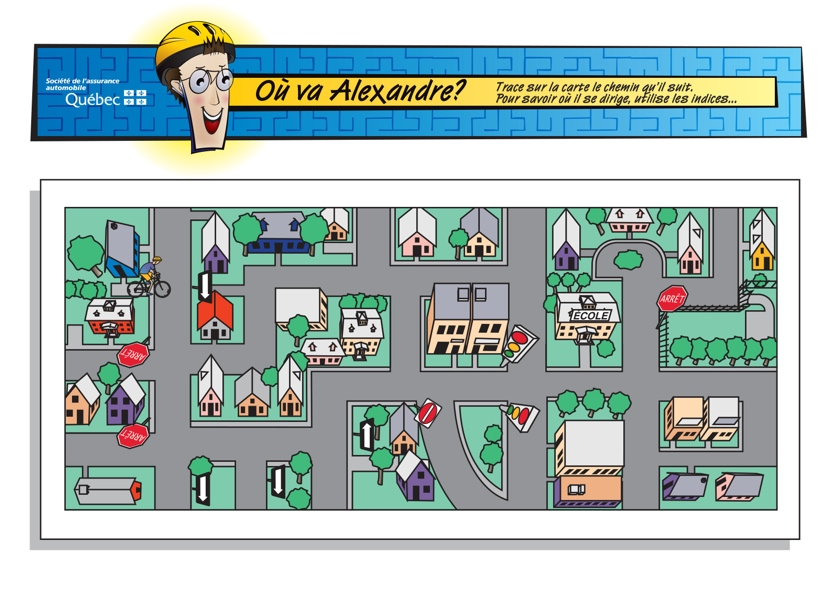 Société de l'assurance
automobile
Québec
Où va Alexandre?
Trace sur la carte le chemin qu'il suit.
Pour savoir où il se dirige, utilise les indices...
ARRÊT
ÉCOLE
ARRÊT
ARRÊT